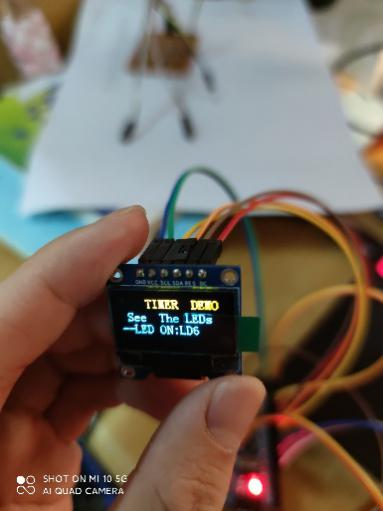 GND VCC SCL SDA RES DC
TIMER DEMO
See The LEDs
--LED ON:LD6
SHOT ON MI 10 5G
AI QUAD CAMERA